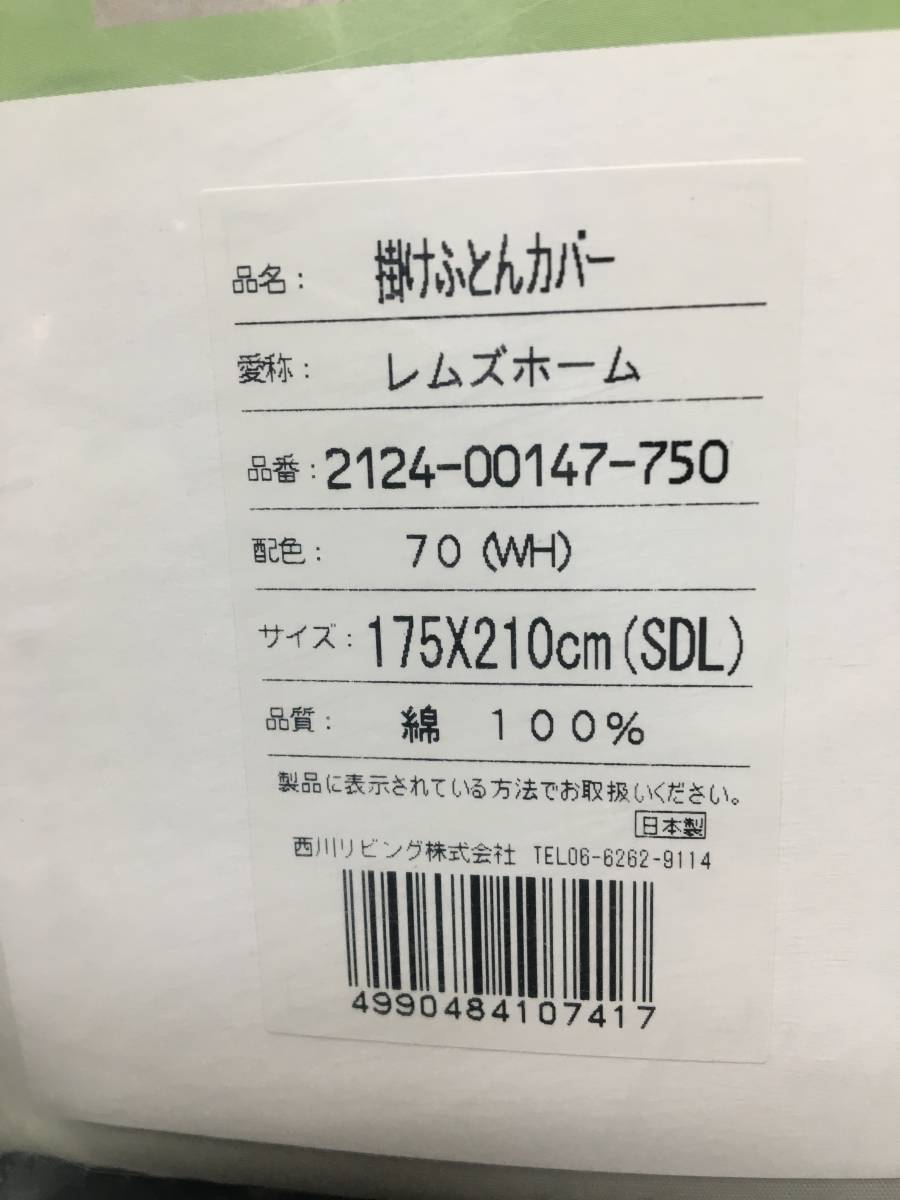 品名: 掛けふとんカバー
愛称: レムズホーム
品番: 2124-00147-750
配色: 70(WH)
サイズ: 175X210cm(SDL)
品質: 綿 100%
製品に表示されている方法でお取扱いください。
日本製
西川リビング株式会社 TEL06-6262-9114
4990484107417